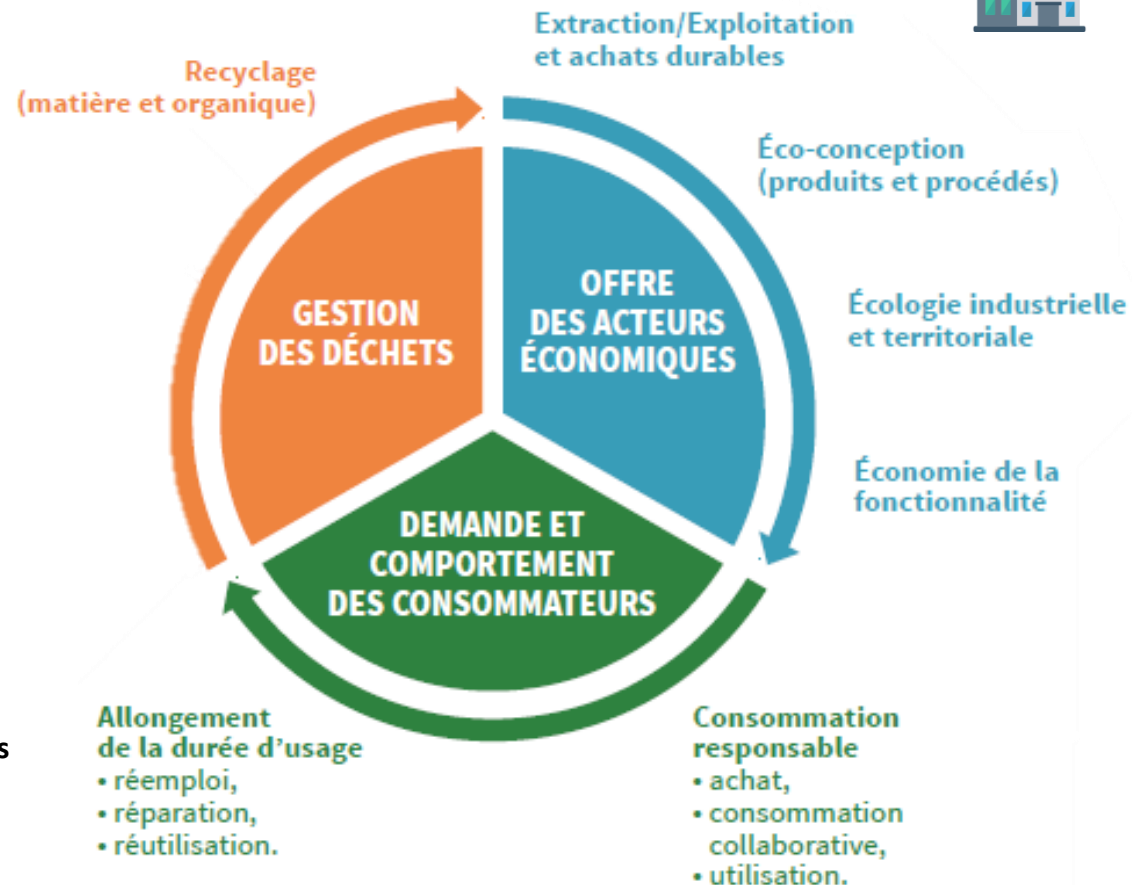 Extraction/Exploitation
et achats durables
Recyclage
(matière et organique)
Éco-conception
(produits et procédés)
OFFRE
DES ACTEURS
ÉCONOMIQUES
GESTION
DES DÉCHETS
Écologie industrielle
et territoriale
Économie de la
fonctionnalité
DEMANDE ET
COMPORTEMENT
DES CONSOMMATEURS
Allongement
de la durée d’usage
• réemploi,
• réparation,
• réutilisation.
Consommation
responsable
• achat,
• consommation
collaborative,
• utilisation.
s